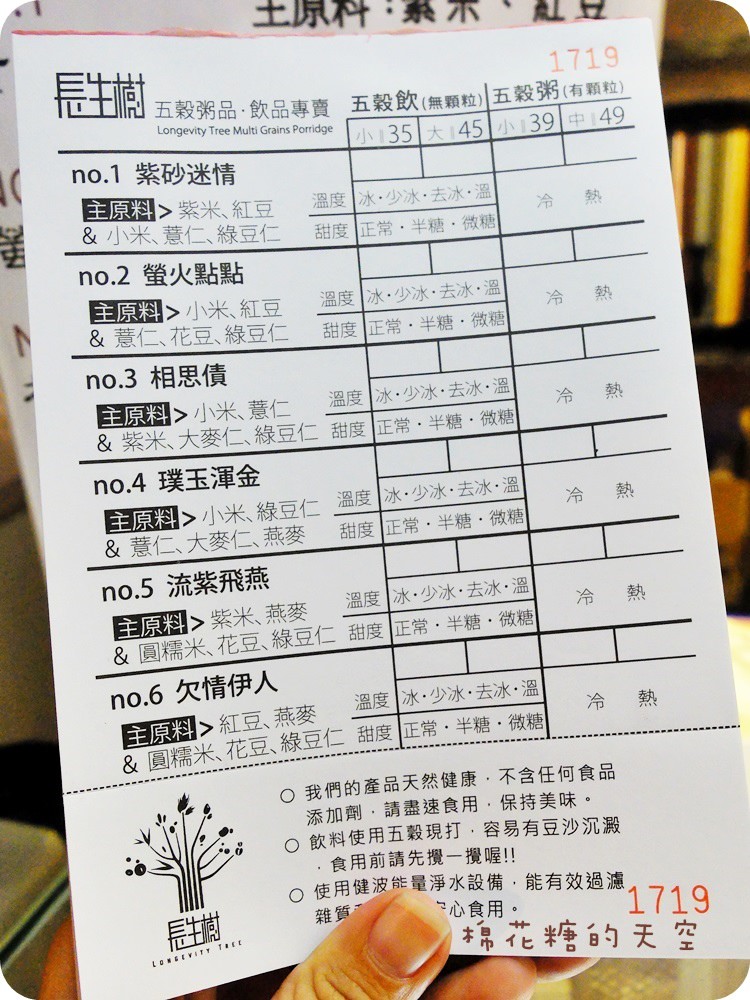 主原料:紫米、紅豆
1719
長生樹 五穀粥品·飲品專賣
Longevity Tree Multi Grains Porridge
五穀飲(無顆粒) 五穀粥(有顆粒)
小 35 大 45 小 39 中 49
no.1 紫砂迷情
主原料> 紫米、紅豆 溫度 冰·少冰·去冰·溫 冷 熱
& 小米、薏仁、綠豆仁 甜度 正常·半糖·微糖
no.2 螢火點點
主原料> 小米、紅豆 溫度 冰·少冰·去冰·溫 冷 熱
& 薏仁、花豆、綠豆仁 甜度 正常·半糖·微糖
no.3 相思債
主原料> 小米、薏仁 溫度 冰·少冰·去冰·溫 冷 熱
& 紫米、大麥仁、綠豆仁 甜度 正常·半糖·微糖
no.4 璞玉渾金
主原料> 小米、綠豆仁 溫度 冰·少冰·去冰·溫 冷 熱
& 薏仁、大麥仁、燕麥 甜度 正常·半糖·微糖
no.5 流紫飛燕
主原料> 紫米、燕麥 溫度 冰·少冰·去冰·溫 冷 熱
& 圓糯米、花豆、綠豆仁 甜度 正常·半糖·微糖
no.6 欠情伊人
主原料> 紅豆、燕麥 溫度 冰·少冰·去冰·溫 冷 熱
& 圓糯米、花豆、綠豆仁 甜度 正常·半糖·微糖
○ 我們的產品天然健康,不含任何食品
添加劑,請盡速食用,保持美味。
○ 飲料使用五穀現打,容易有豆沙沉澱
,食用前請先攪一攪喔!!
○ 使用健波能量淨水設備,能有效過濾
雜質 心食用。
長生樹
LONGEVITY TREE
1719
棉花糖的天空